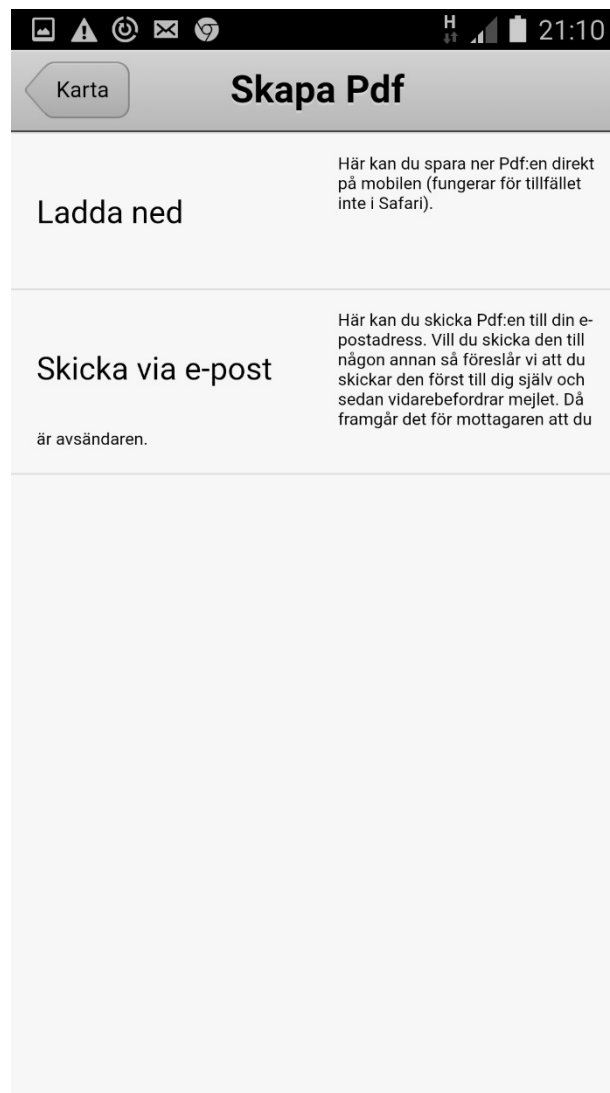 H 21:10
Karta
Skapa Pdf
Ladda ned
Här kan du spara ner Pdf:en direkt
på mobilen (fungerar för tillfället
inte i Safari).
Skicka via e-post
Här kan du skicka Pdf:en till din e-
postadress. Vill du skicka den till
någon annan så föreslår vi att du
skickar den först till dig själv och
sedan vidarebefordrar mejlet. Då
framgår det för mottagaren att du
är avsändaren.